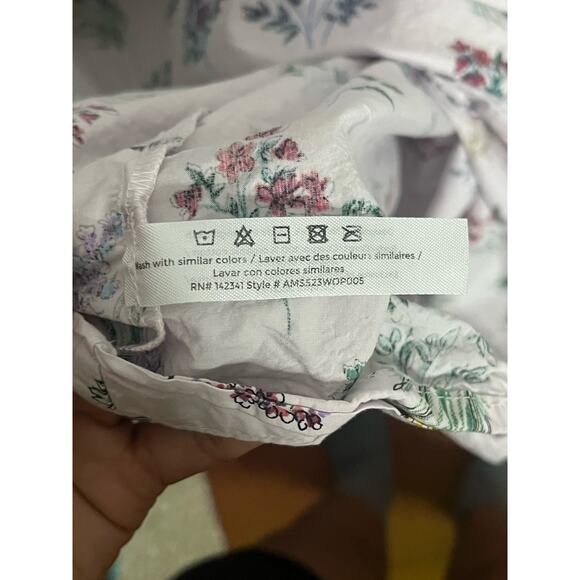 Wash with similar colors / Laver avec des couleurs similaires /
Lavar con colores similares
RN# 142341 Style # AMS523WOP005